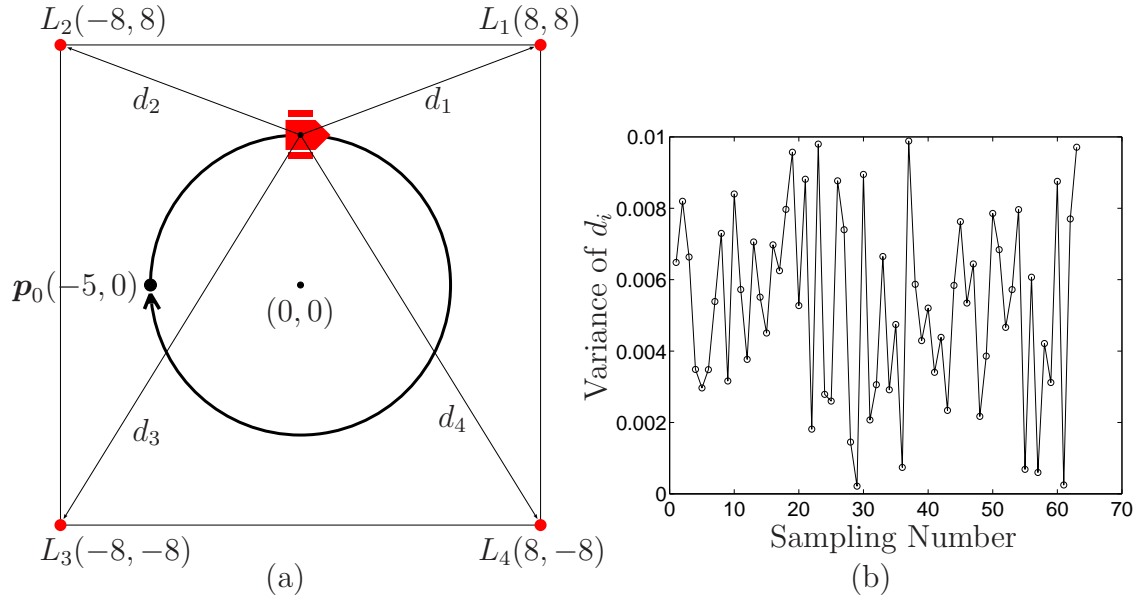 L₂(−8, 8)
L₁(8, 8)
d₂
d₁
p₀(−5, 0)
(0, 0)
d₃
d₄
L₃(−8, −8)
L₄(8, −8)
(a)
0.01
0.008
0.006
0.004
0.002
0
Variance of dᵢ
0 10 20 30 40 50 60 70
Sampling Number
(b)